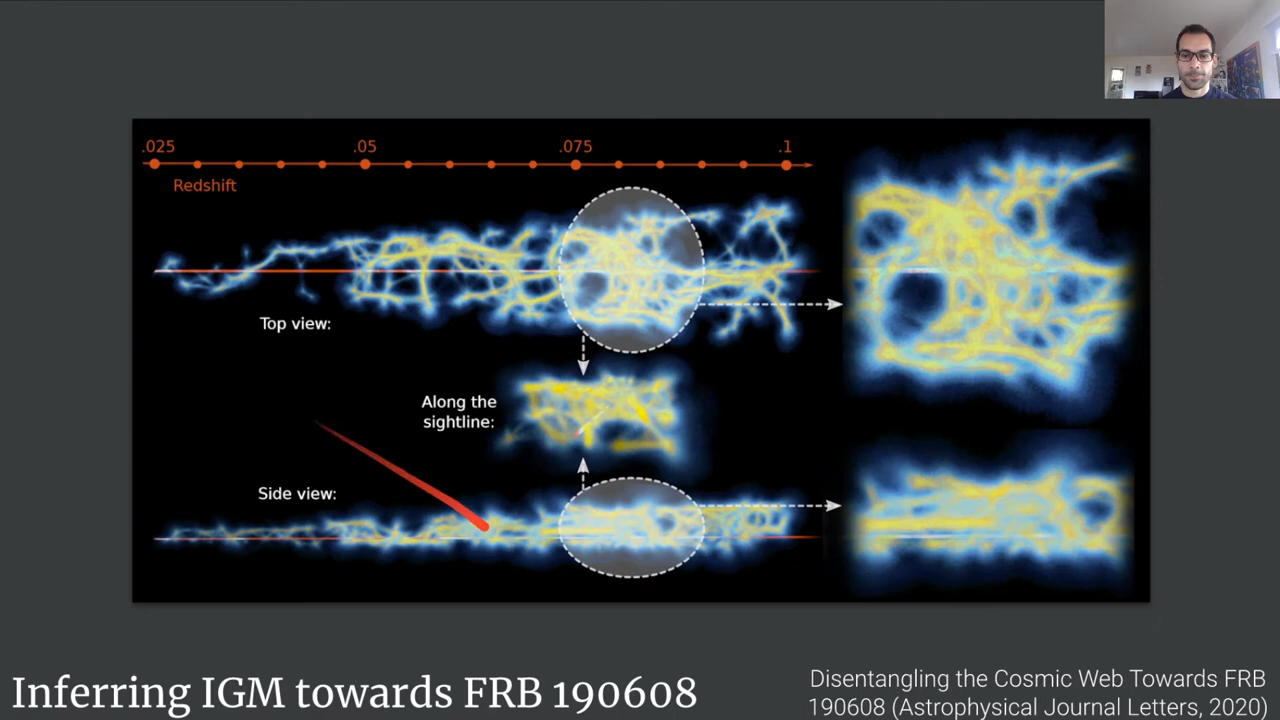 .025
.05
.075
.1
Redshift
Top view:
Along the
sightline:
Side view:
Inferring IGM towards FRB 190608
Disentangling the Cosmic Web Towards FRB
190608 (Astrophysical Journal Letters, 2020)